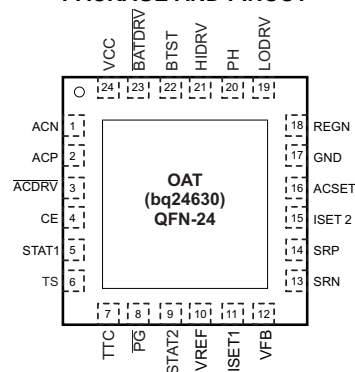 PACKAGE AND PINOUT
VCC
BATDRV
BTST
HIDRV
PH
LODRV
24
23
22
21
20
19
ACN 1
ACP 2
ACDRV 3
CE 4
STAT1 5
TS 6
OAT
(bq24630)
QFN-24
18 REGN
17 GND
16 ACSET
15 ISET 2
14 SRP
13 SRN
7
8
9
10
11
12
TTC
PG
STAT2
VREF
ISET1
VFB